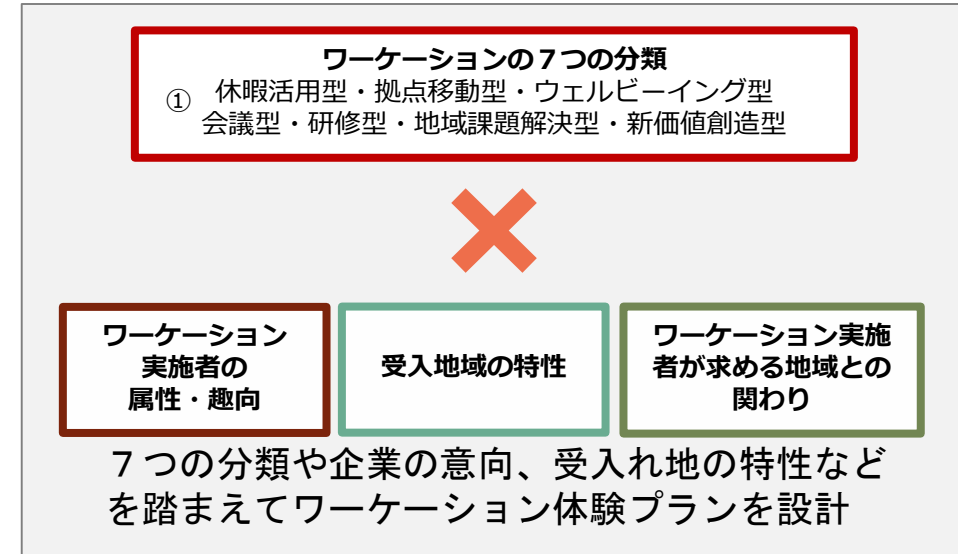 ワーケーションの７つの分類
① 休暇活用型・拠点移動型・ウェルビーイング型
会議型・研修型・地域課題解決型・新価値創造型
ワーケーション
実施者の
属性・趣向
受入地域の特性
ワーケーション実施
者が求める地域との
関わり
７つの分類や企業の意向、受入れ地の特性など
を踏まえてワーケーション体験プランを設計